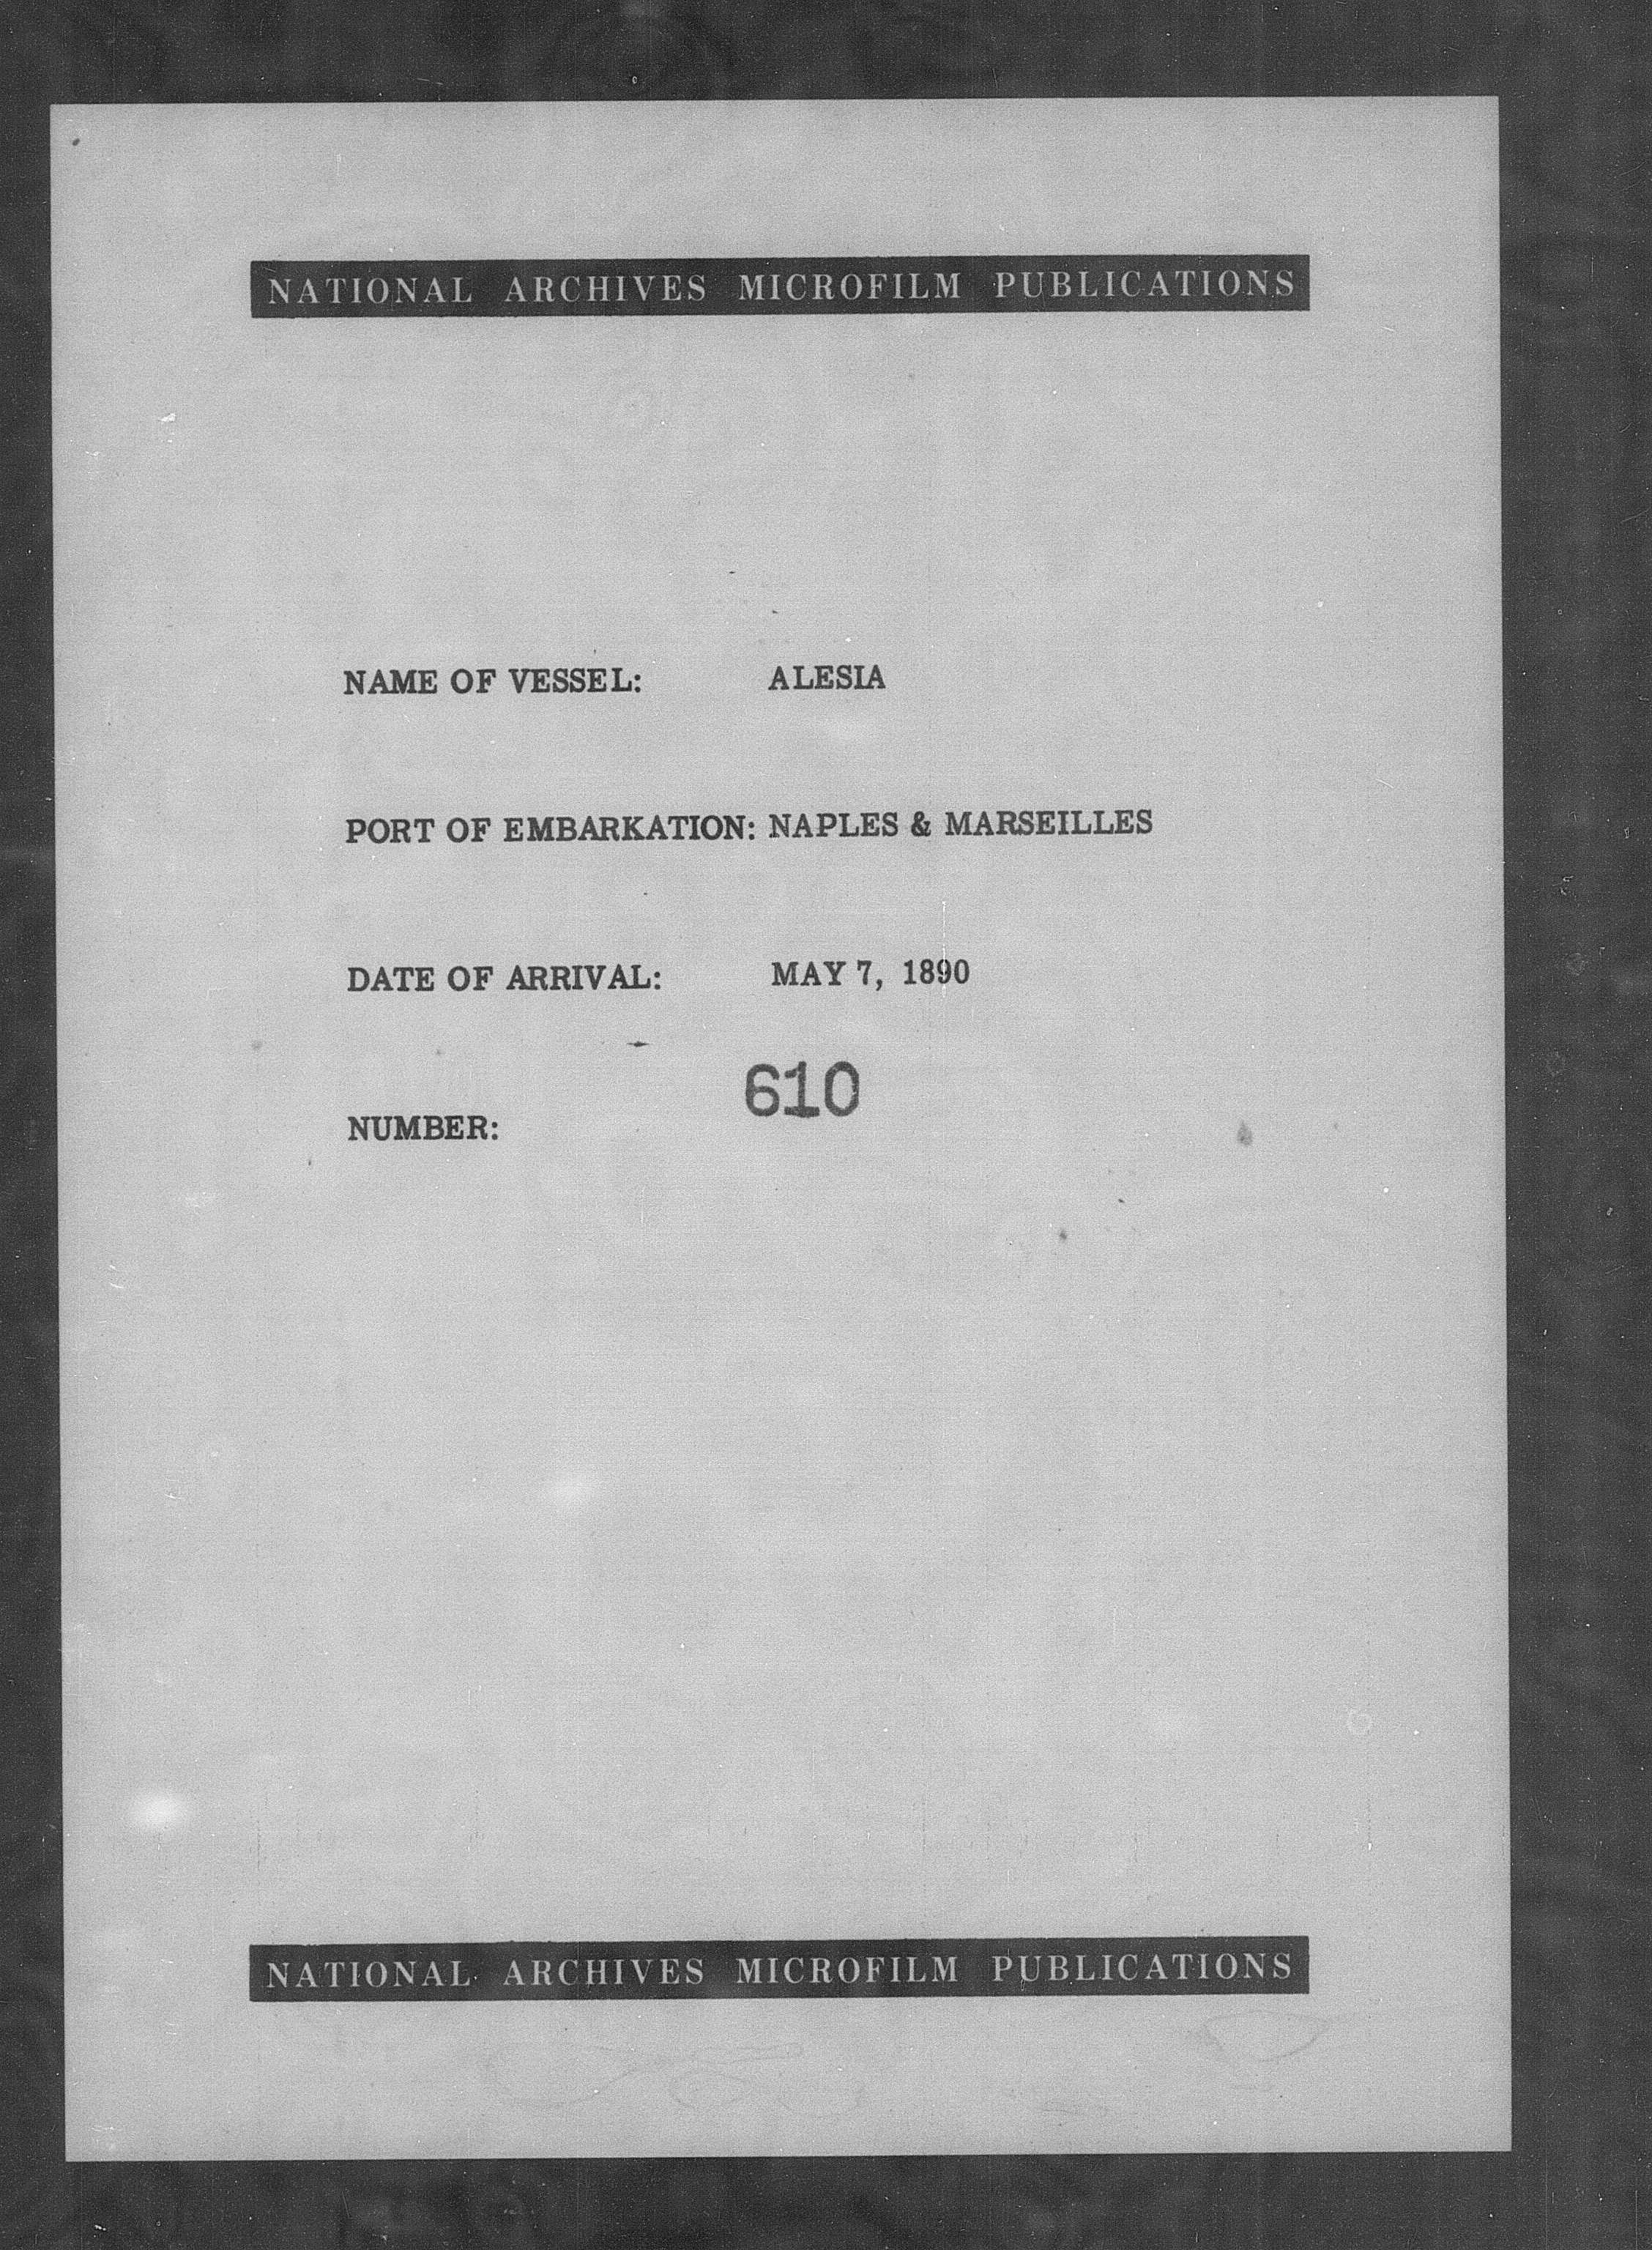 NATIONAL ARCHIVES MICROFILM PUBLICATIONS
NAME OF VESSEL: ALESIA
PORT OF EMBARKATION: NAPLES & MARSEILLES
DATE OF ARRIVAL: MAY 7, 1890
NUMBER: 610
NATIONAL ARCHIVES MICROFILM PUBLICATIONS